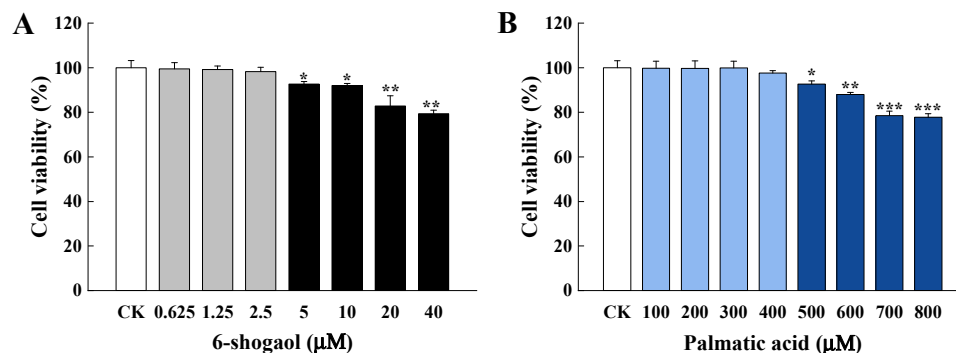 A
120
100
80
60
40
20
0
Cell viability (%)
* * ** **
CK 0.625 1.25 2.5 5 10 20 40
6-shogaol (μM)
B
120
100
80
60
40
20
0
Cell viability (%)
* ** *** ***
CK 100 200 300 400 500 600 700 800
Palmatic acid (μM)